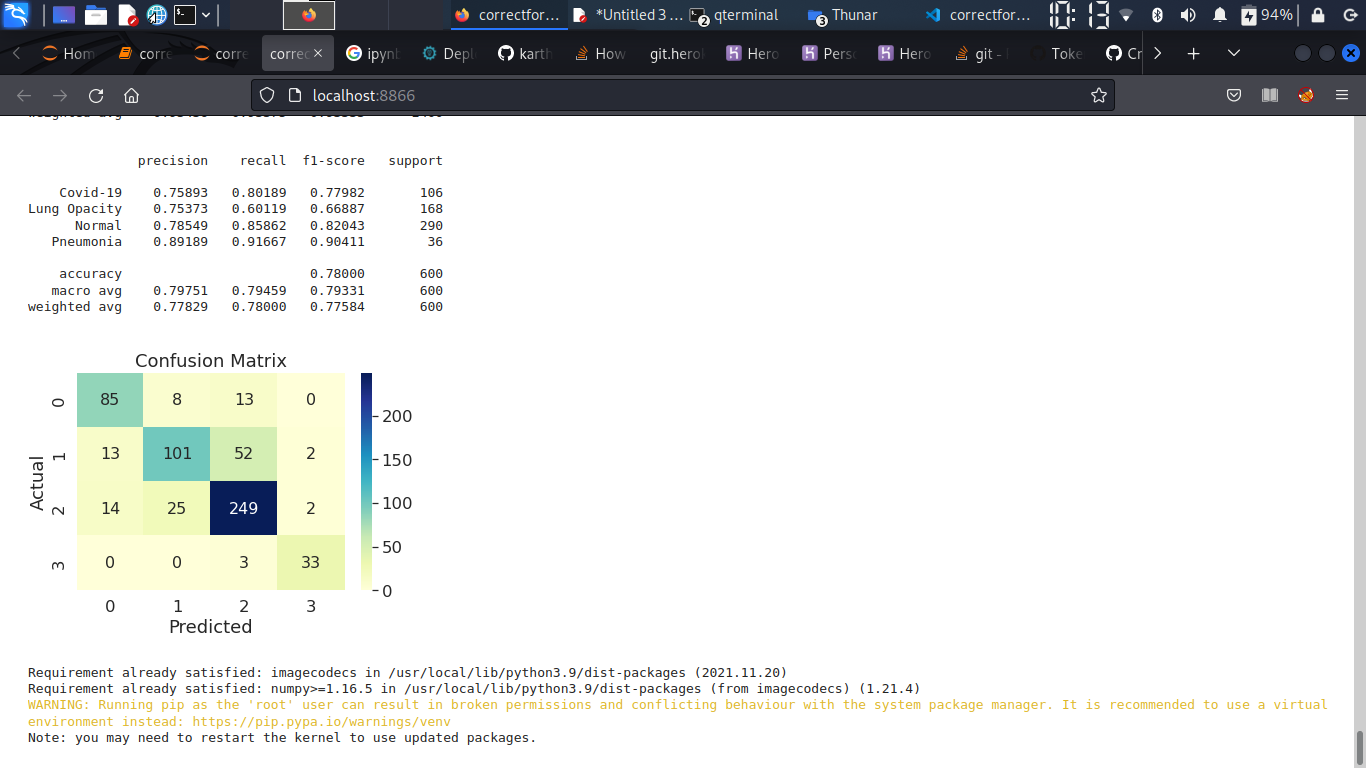 correctfor…
*Untitled 3 …
2 qterminal
3 Thunar
correctfor…
10:13
94%
Hom
corre
corre
correc
ipynb
Depl
karth
How
git.herok
Hero
Pers
Hero
git -
Toke
Cr
localhost:8866
precision recall f1-score support
Covid-19 0.75893 0.80189 0.77982 106
Lung Opacity 0.75373 0.60119 0.66887 168
Normal 0.78549 0.85862 0.82043 290
Pneumonia 0.89189 0.91667 0.90411 36
accuracy 0.78000 600
macro avg 0.79751 0.79459 0.79331 600
weighted avg 0.77829 0.78000 0.77584 600
Confusion Matrix
0 85 8 13 0
1 13 101 52 2
2 14 25 249 2
3 0 0 3 33
Actual
0 1 2 3
Predicted
200
150
100
50
0
Requirement already satisfied: imagecodecs in /usr/local/lib/python3.9/dist-packages (2021.11.20)
Requirement already satisfied: numpy>=1.16.5 in /usr/local/lib/python3.9/dist-packages (from imagecodecs) (1.21.4)
WARNING: Running pip as the 'root' user can result in broken permissions and conflicting behaviour with the system package manager. It is recommended to use a virtual
environment instead: https://pip.pypa.io/warnings/venv
Note: you may need to restart the kernel to use updated packages.